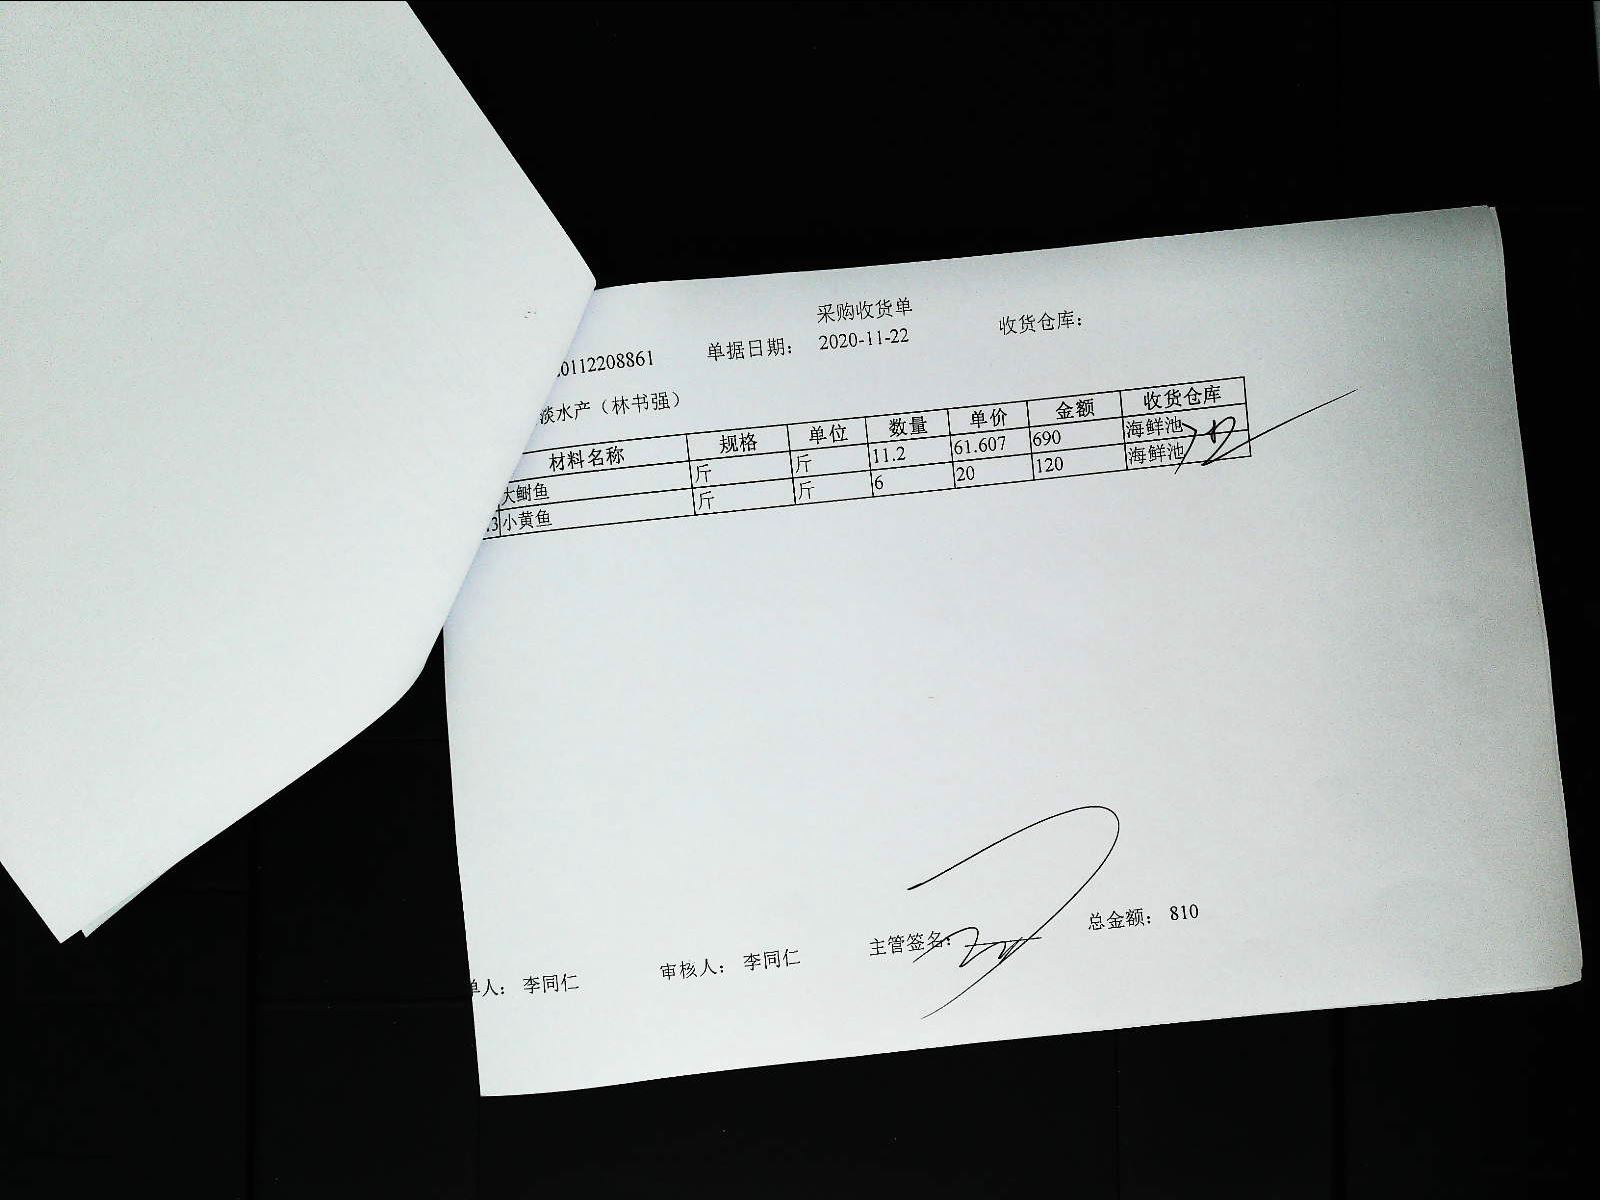 采购收货单
0112208861 单据日期： 2020-11-22 收货仓库：
淡水产（林书强）
材料名称 规格 单位 数量 单价 金额 收货仓库
大鲥鱼 斤 斤 11.2 61.607 690 海鲜池
3 小黄鱼 斤 斤 6 20 120 海鲜池
单人： 李同仁 审核人： 李同仁 主管签名： 总金额： 810